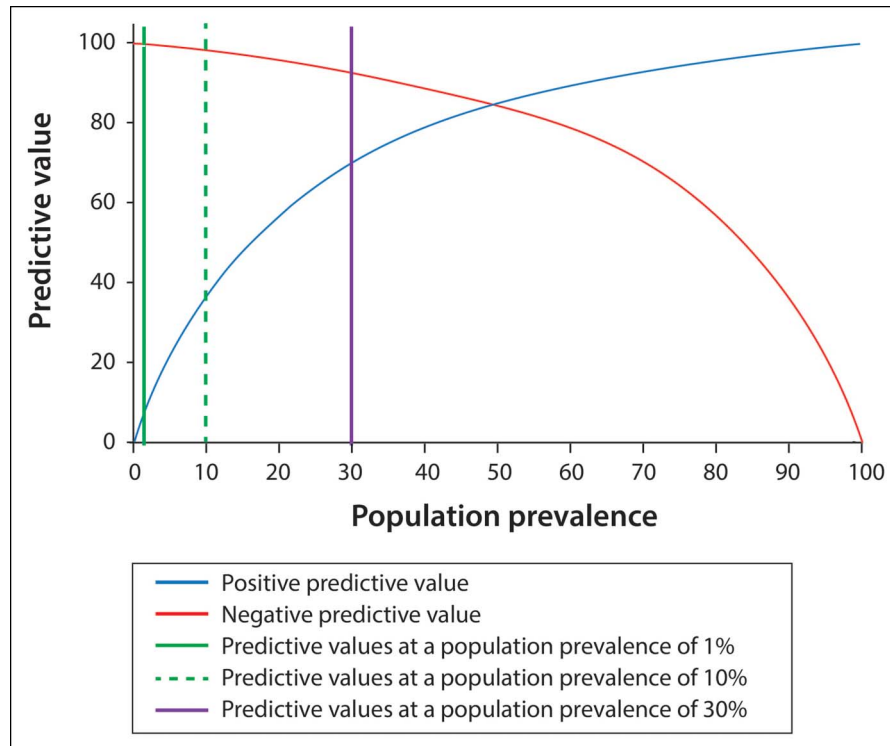 100
80
60
40
20
0
Predictive value
0 10 20 30 40 50 60 70 80 90 100
Population prevalence
Positive predictive value
Negative predictive value
Predictive values at a population prevalence of 1%
Predictive values at a population prevalence of 10%
Predictive values at a population prevalence of 30%